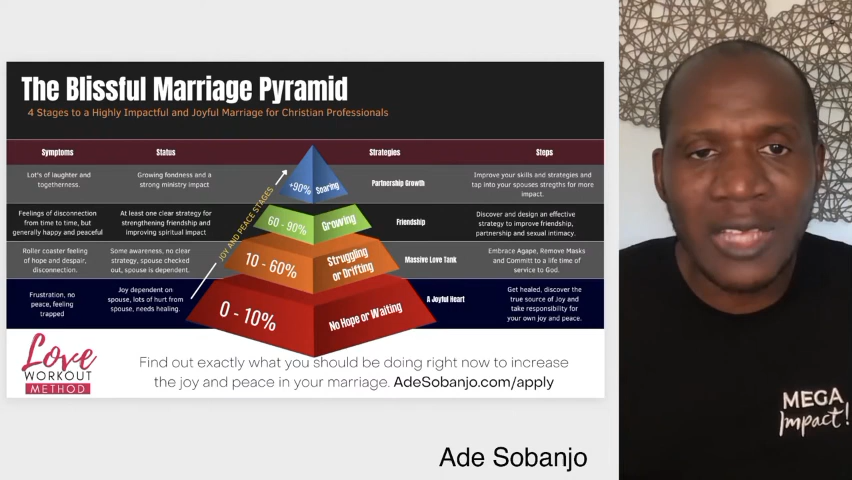 The Blissful Marriage Pyramid
4 Stages to a Highly Impactful and Joyful Marriage for Christian Professionals
Symptoms
Status
Strategies
Steps
Lot's of laughter and
togetherness.
Growing fondness and a
strong ministry impact
+90%
Soaring
Partnership Growth
Improve your skills and strategies and
tap into your spouses stregths for more
impact.
Feelings of disconnection
from time to time, but
generally happy and peaceful
At least one clear strategy for
strengthening friendship and
improving spiritual impact
60 - 90%
Growing
Friendship
Discover and design an effective
strategy to improve friendship,
partnership and sexual intimacy.
Roller coaster feeling
of hope and despair,
disconnection.
Some awareness, no clear
strategy, spouse checked
out, spouse is dependent.
10 - 60%
Struggling
or Drifting
Massive Love Tank
Embrace Agape, Remove Masks
and Committ to a life time of
service to God.
Frustration, no
peace, feeling
trapped
Joy dependent on
spouse, lots of hurt from
spouse, needs healing.
0 - 10%
No Hope or Waiting
A Joyful Heart
Get healed, discover the
true source of Joy and
take responsibility for
your own joy and peace.
JOY AND PEACE STAGES
Love
WORKOUT
METHOD
Find out exactly what you should be doing right now to increase
the joy and peace in your marriage. AdeSobanjo.com/apply
Ade Sobanjo
MEGA
Impact!